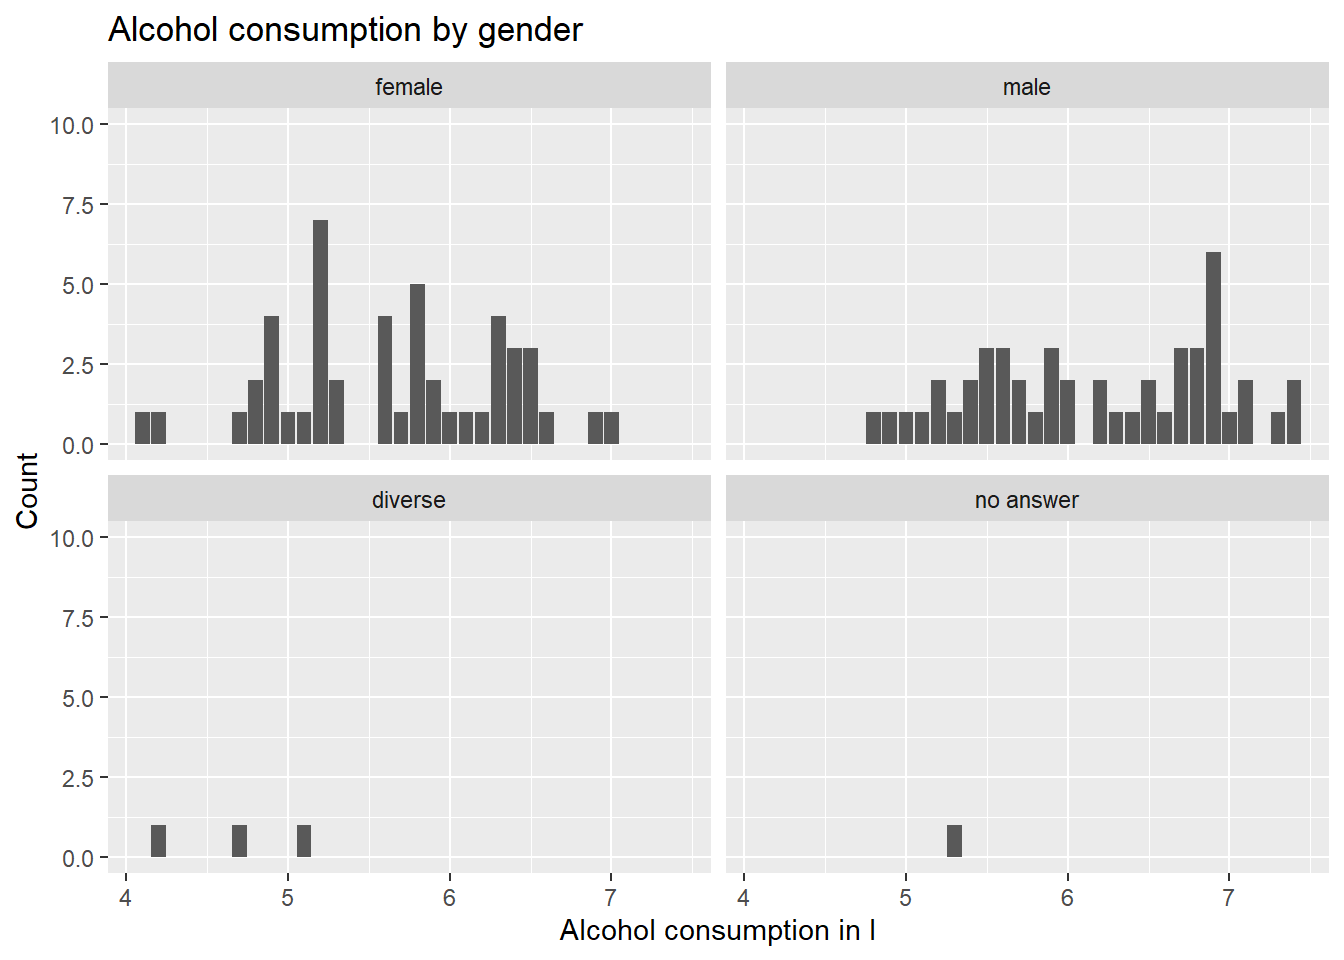 Alcohol consumption by gender
female
male
10.0
7.5
5.0
2.5
0.0
Count
diverse
no answer
10.0
7.5
5.0
2.5
0.0
4 5 6 7
4 5 6 7
Alcohol consumption in l